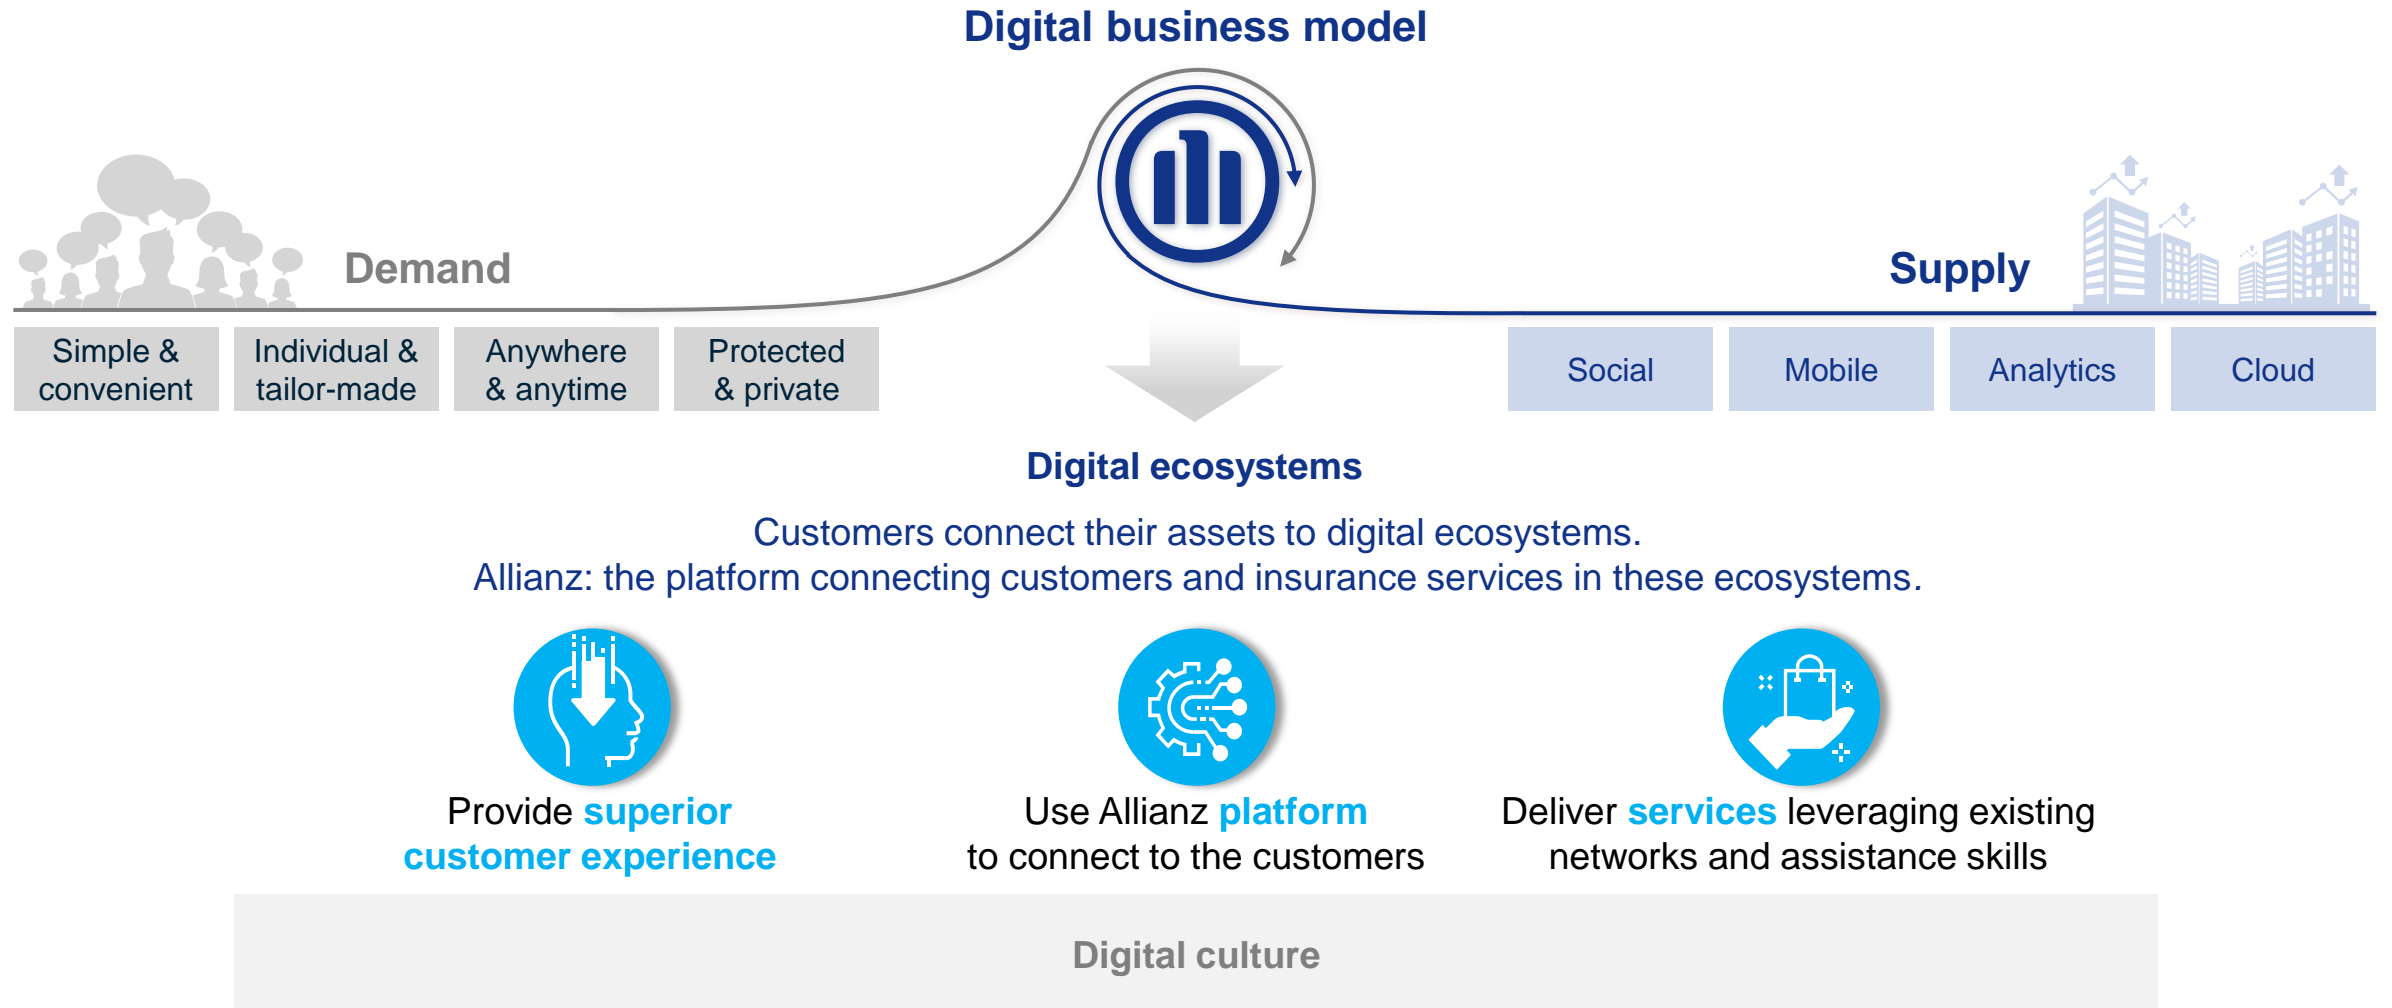 Digital business model
Demand
Supply
Simple &
convenient
Individual &
tailor-made
Anywhere
& anytime
Protected
& private
Social
Mobile
Analytics
Cloud
Digital ecosystems
Customers connect their assets to digital ecosystems.
Allianz: the platform connecting customers and insurance services in these ecosystems.
Provide superior
customer experience
Use Allianz platform
to connect to the customers
Deliver services leveraging existing
networks and assistance skills
Digital culture